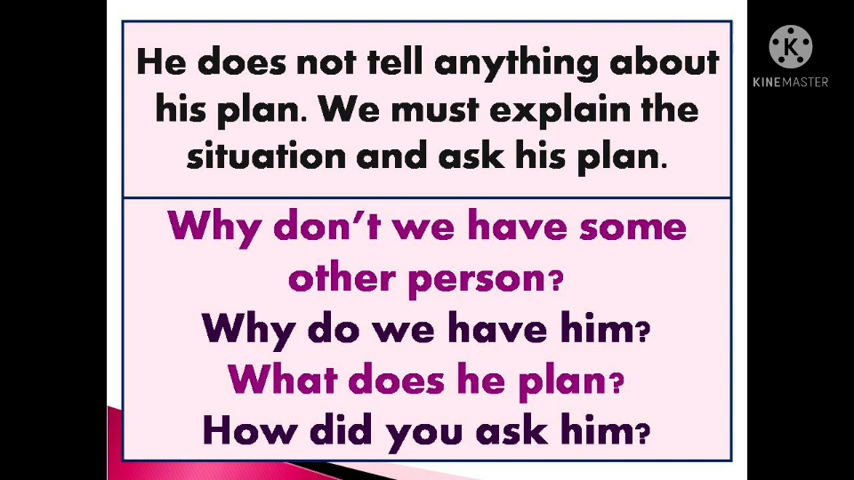 He does not tell anything about
his plan. We must explain the
situation and ask his plan.
Why don't we have some
other person?
Why do we have him?
What does he plan?
How did you ask him?
K
KINEMASTER